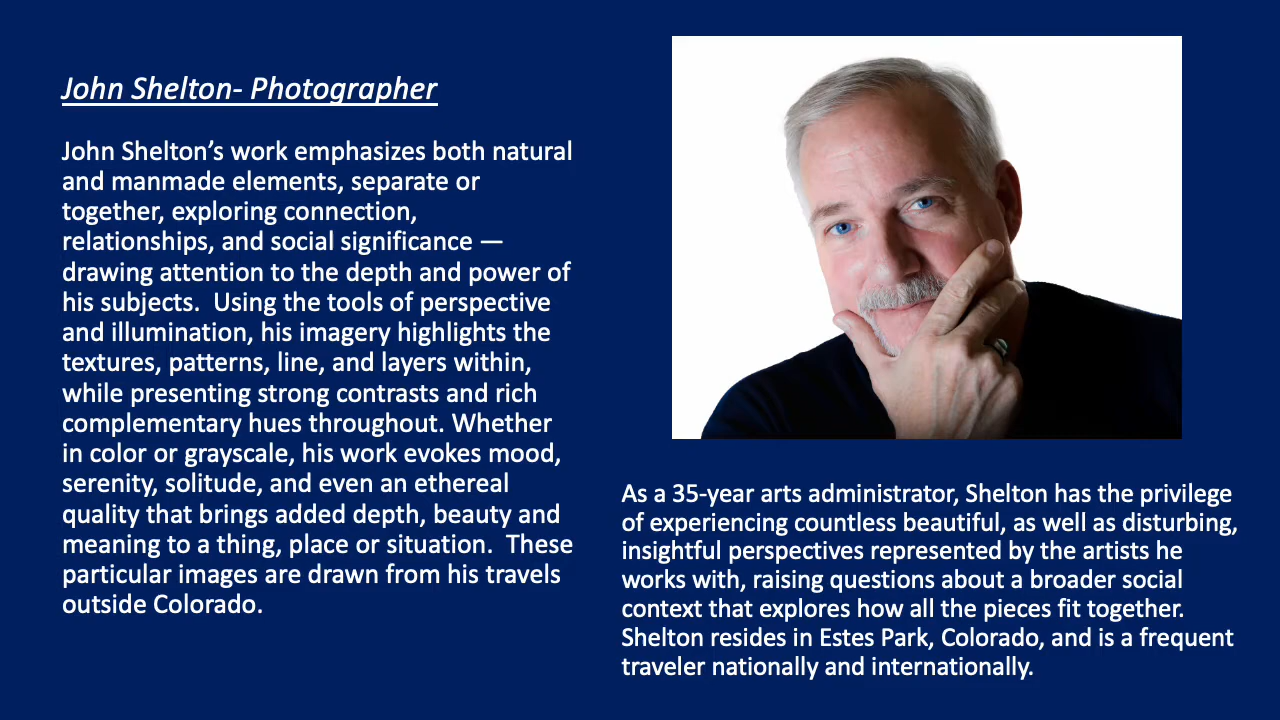 John Shelton- Photographer
John Shelton’s work emphasizes both natural
and manmade elements, separate or
together, exploring connection,
relationships, and social significance —
drawing attention to the depth and power of
his subjects.  Using the tools of perspective
and illumination, his imagery highlights the
textures, patterns, line, and layers within,
while presenting strong contrasts and rich
complementary hues throughout. Whether
in color or grayscale, his work evokes mood,
serenity, solitude, and even an ethereal
quality that brings added depth, beauty and
meaning to a thing, place or situation.  These
particular images are drawn from his travels
outside Colorado.
As a 35-year arts administrator, Shelton has the privilege
of experiencing countless beautiful, as well as disturbing,
insightful perspectives represented by the artists he
works with, raising questions about a broader social
context that explores how all the pieces fit together.
Shelton resides in Estes Park, Colorado, and is a frequent
traveler nationally and internationally.